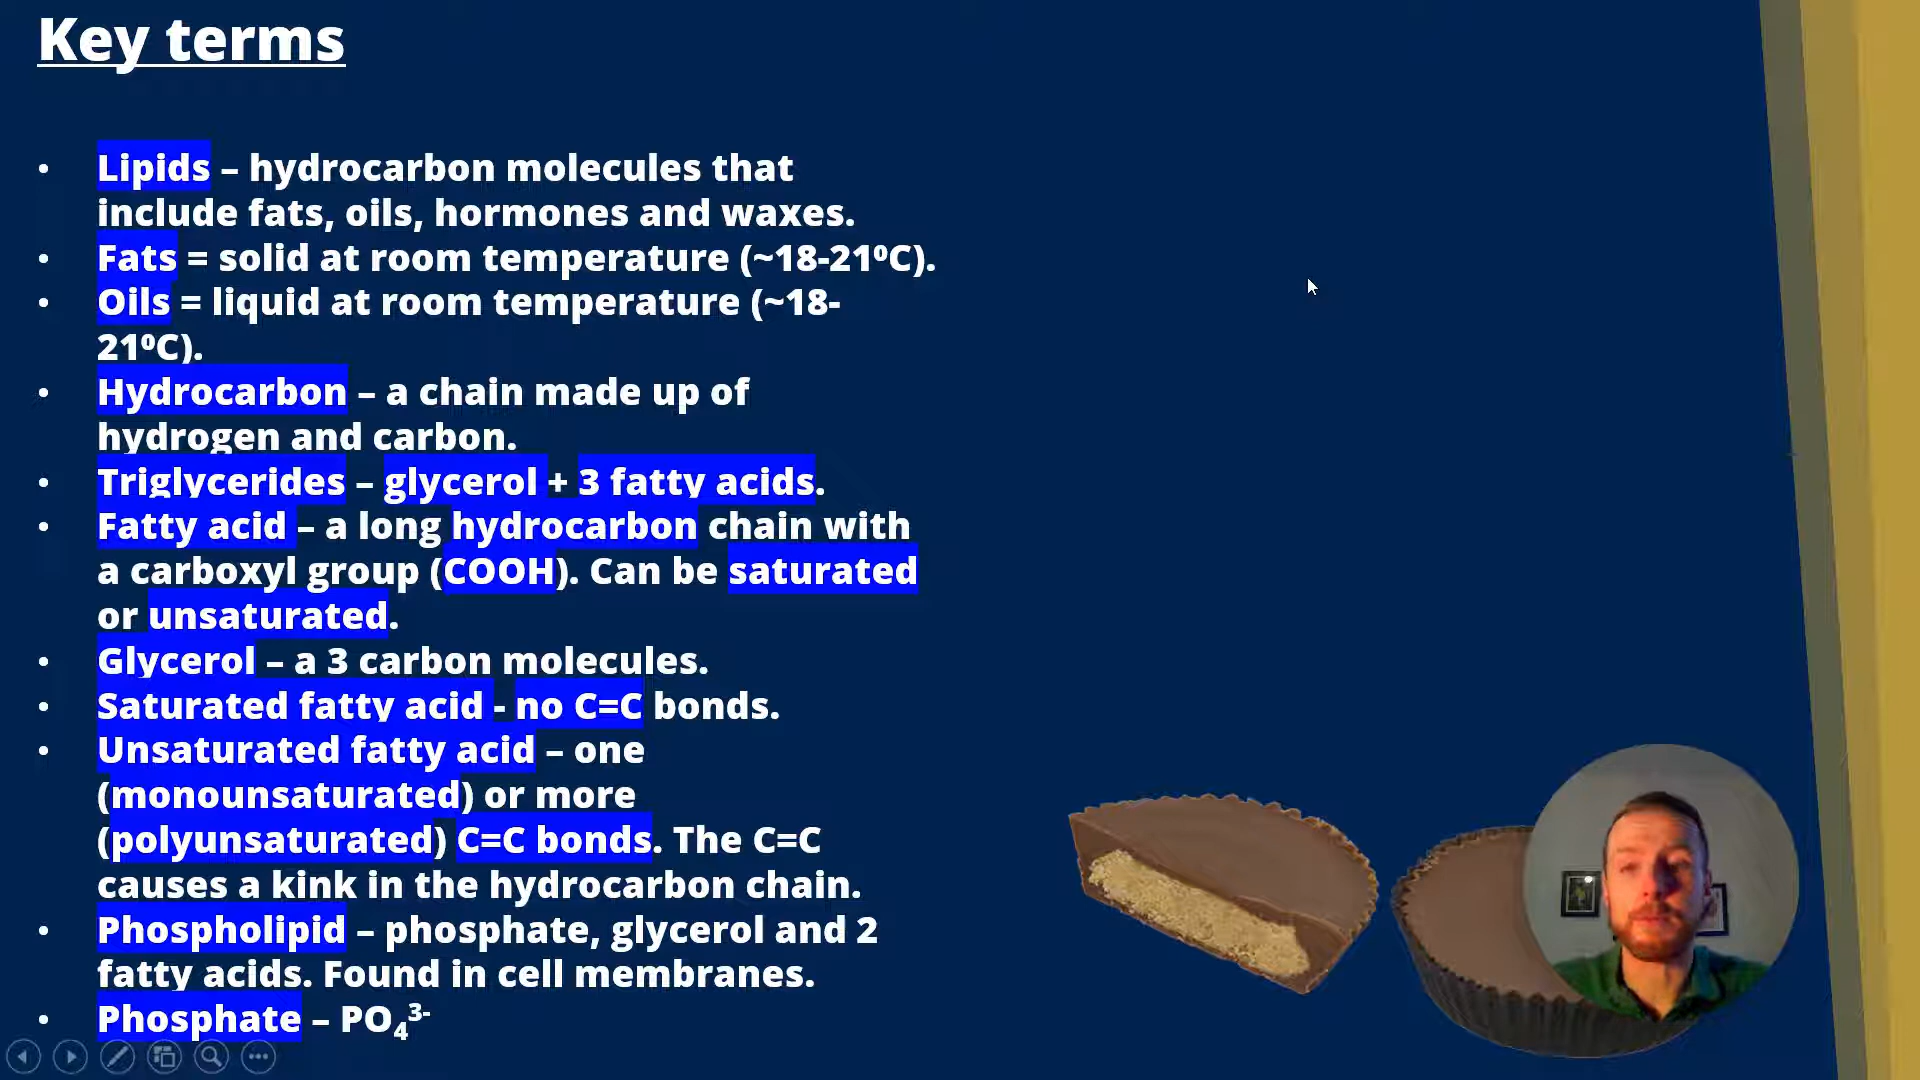 Key terms
• Lipids – hydrocarbon molecules that
include fats, oils, hormones and waxes.
• Fats = solid at room temperature (~18-21⁰C).
• Oils = liquid at room temperature (~18-
21⁰C).
• Hydrocarbon – a chain made up of
hydrogen and carbon.
• Triglycerides – glycerol + 3 fatty acids.
• Fatty acid – a long hydrocarbon chain with
a carboxyl group (COOH). Can be saturated
or unsaturated.
• Glycerol – a 3 carbon molecules.
• Saturated fatty acid - no C=C bonds.
• Unsaturated fatty acid – one
(monounsaturated) or more
(polyunsaturated) C=C bonds. The C=C
causes a kink in the hydrocarbon chain.
• Phospholipid – phosphate, glycerol and 2
fatty acids. Found in cell membranes.
• Phosphate – PO₄³⁻